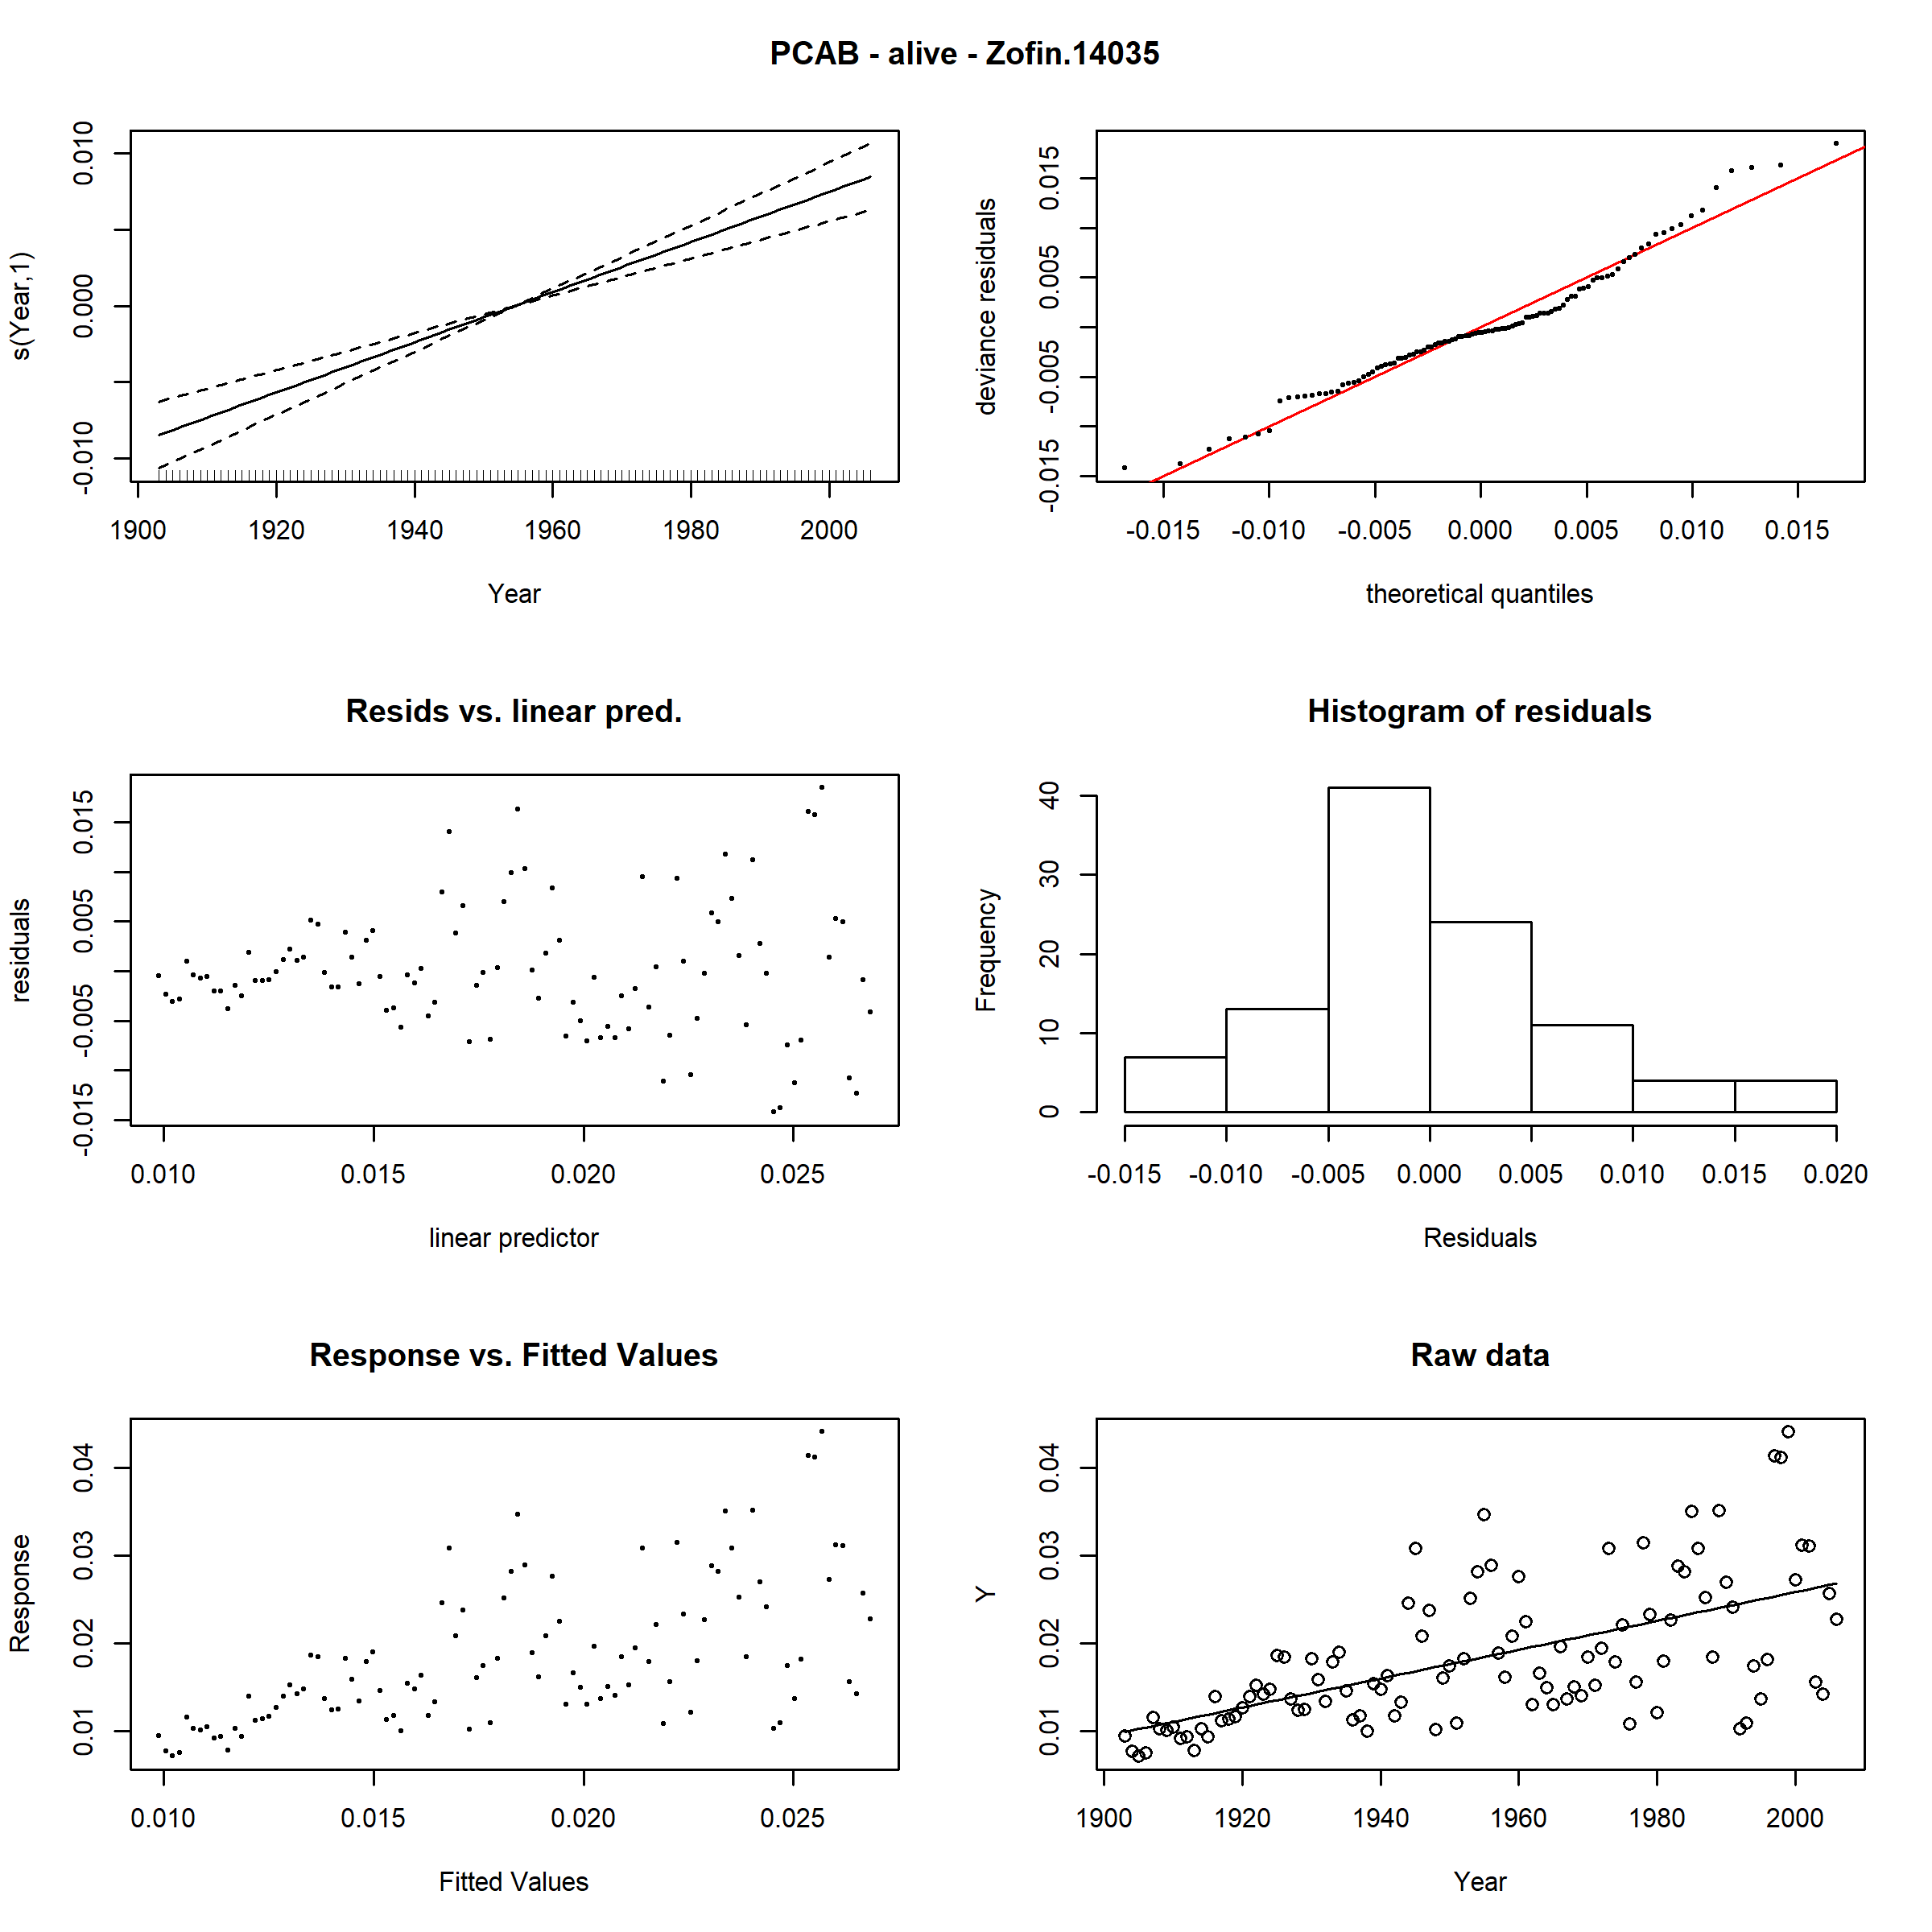 PCAB - alive - Zofin.14035
s(Year,1)
-0.010 0.000 0.010
1900 1920 1940 1960 1980 2000
Year
deviance residuals
-0.015 -0.005 0.005 0.015
-0.015 -0.010 -0.005 0.000 0.005 0.010 0.015
theoretical quantiles
Resids vs. linear pred.
residuals
-0.015 -0.005 0.005 0.015
0.010 0.015 0.020 0.025
linear predictor
Histogram of residuals
Frequency
0 10 20 30 40
-0.015 -0.010 -0.005 0.000 0.005 0.010 0.015 0.020
Residuals
Response vs. Fitted Values
Response
0.01 0.02 0.03 0.04
0.010 0.015 0.020 0.025
Fitted Values
Raw data
Y
0.01 0.02 0.03 0.04
1900 1920 1940 1960 1980 2000
Year